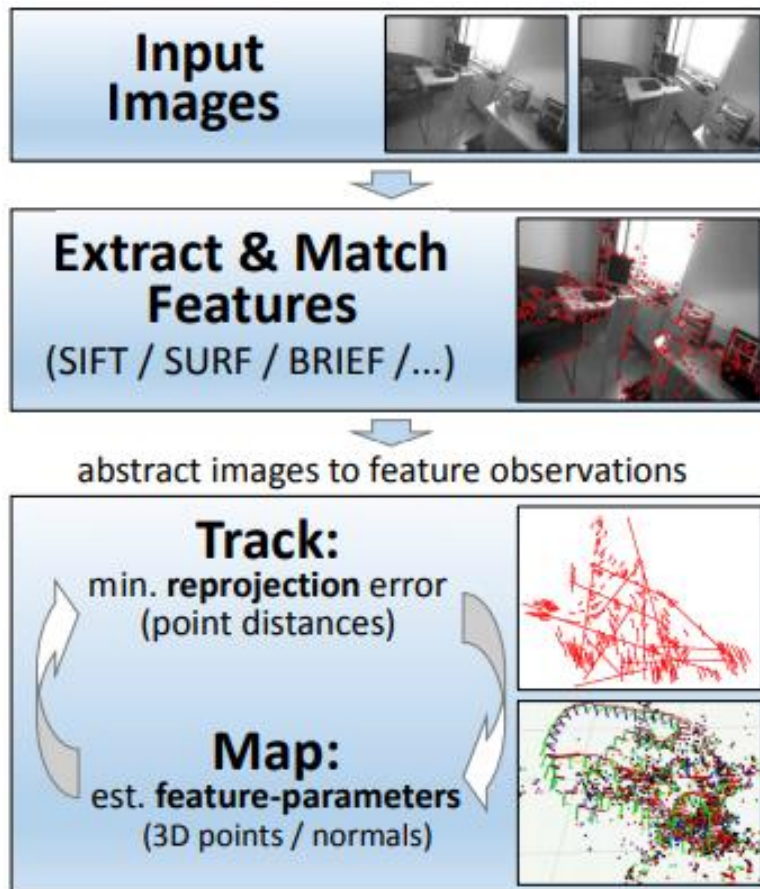 Input
Images
Extract & Match
Features
(SIFT / SURF / BRIEF /...)
abstract images to feature observations
Track:
min. reprojection error
(point distances)
Map:
est. feature-parameters
(3D points / normals)